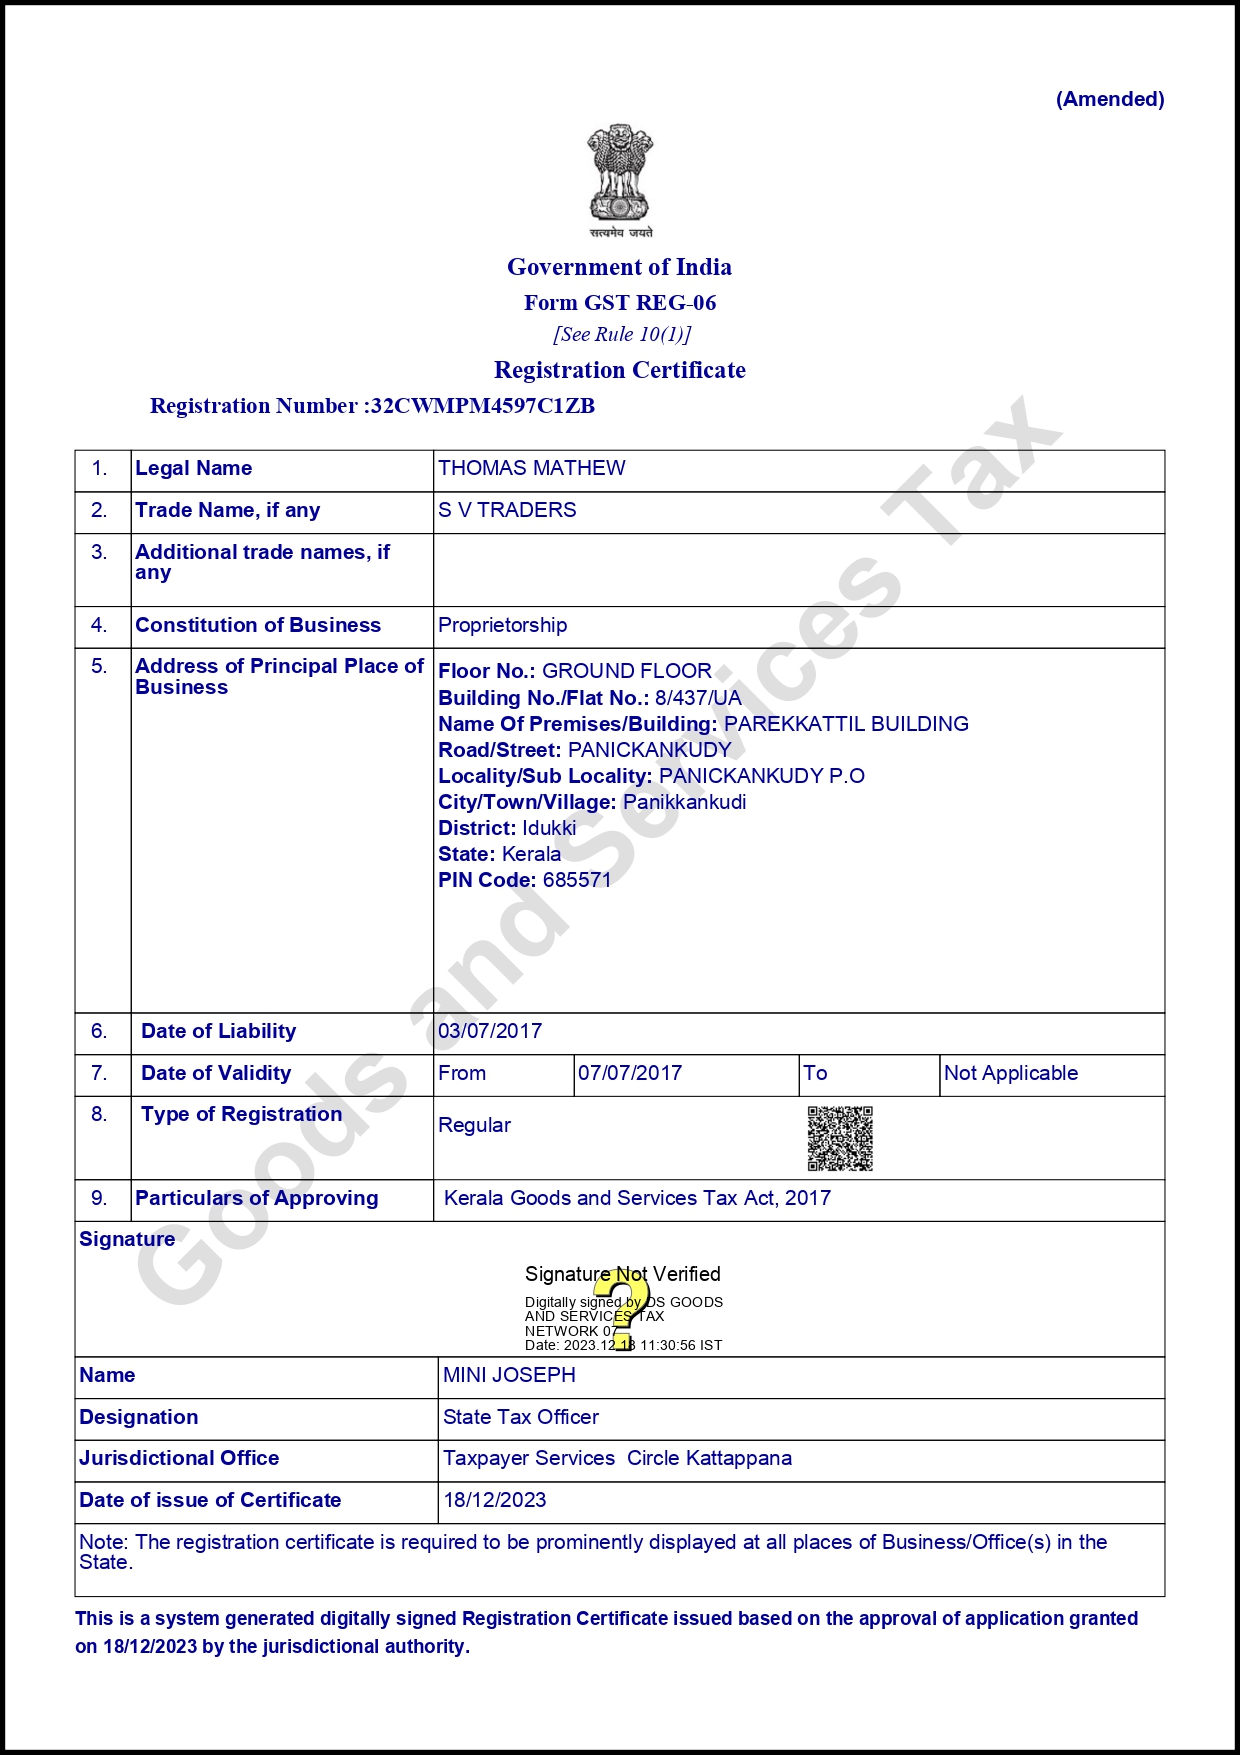 (Amended)
सत्यमेव जयते
Government of India
Form GST REG-06
[See Rule 10(1)]
Registration Certificate
Registration Number :32CWMPM4597C1ZB
1. Legal Name THOMAS MATHEW
2. Trade Name, if any S V TRADERS
3. Additional trade names, if
any
4. Constitution of Business Proprietorship
5. Address of Principal Place of
Business
Floor No.: GROUND FLOOR
Building No./Flat No.: 8/437/UA
Name Of Premises/Building: PAREKKATTIL BUILDING
Road/Street: PANICKANKUDY
Locality/Sub Locality: PANICKANKUDY P.O
City/Town/Village: Panikkankudi
District: Idukki
State: Kerala
PIN Code: 685571
6. Date of Liability 03/07/2017
7. Date of Validity From 07/07/2017 To Not Applicable
8. Type of Registration Regular
9. Particulars of Approving Kerala Goods and Services Tax Act, 2017
Signature
Signature Not Verified
Digitally signed by DS GOODS
AND SERVICES TAX
NETWORK 07
Date: 2023.12.18 11:30:56 IST
Name MINI JOSEPH
Designation State Tax Officer
Jurisdictional Office Taxpayer Services  Circle Kattappana
Date of issue of Certificate 18/12/2023
Note: The registration certificate is required to be prominently displayed at all places of Business/Office(s) in the
State.
This is a system generated digitally signed Registration Certificate issued based on the approval of application granted
on 18/12/2023 by the jurisdictional authority.
Goods and Services Tax